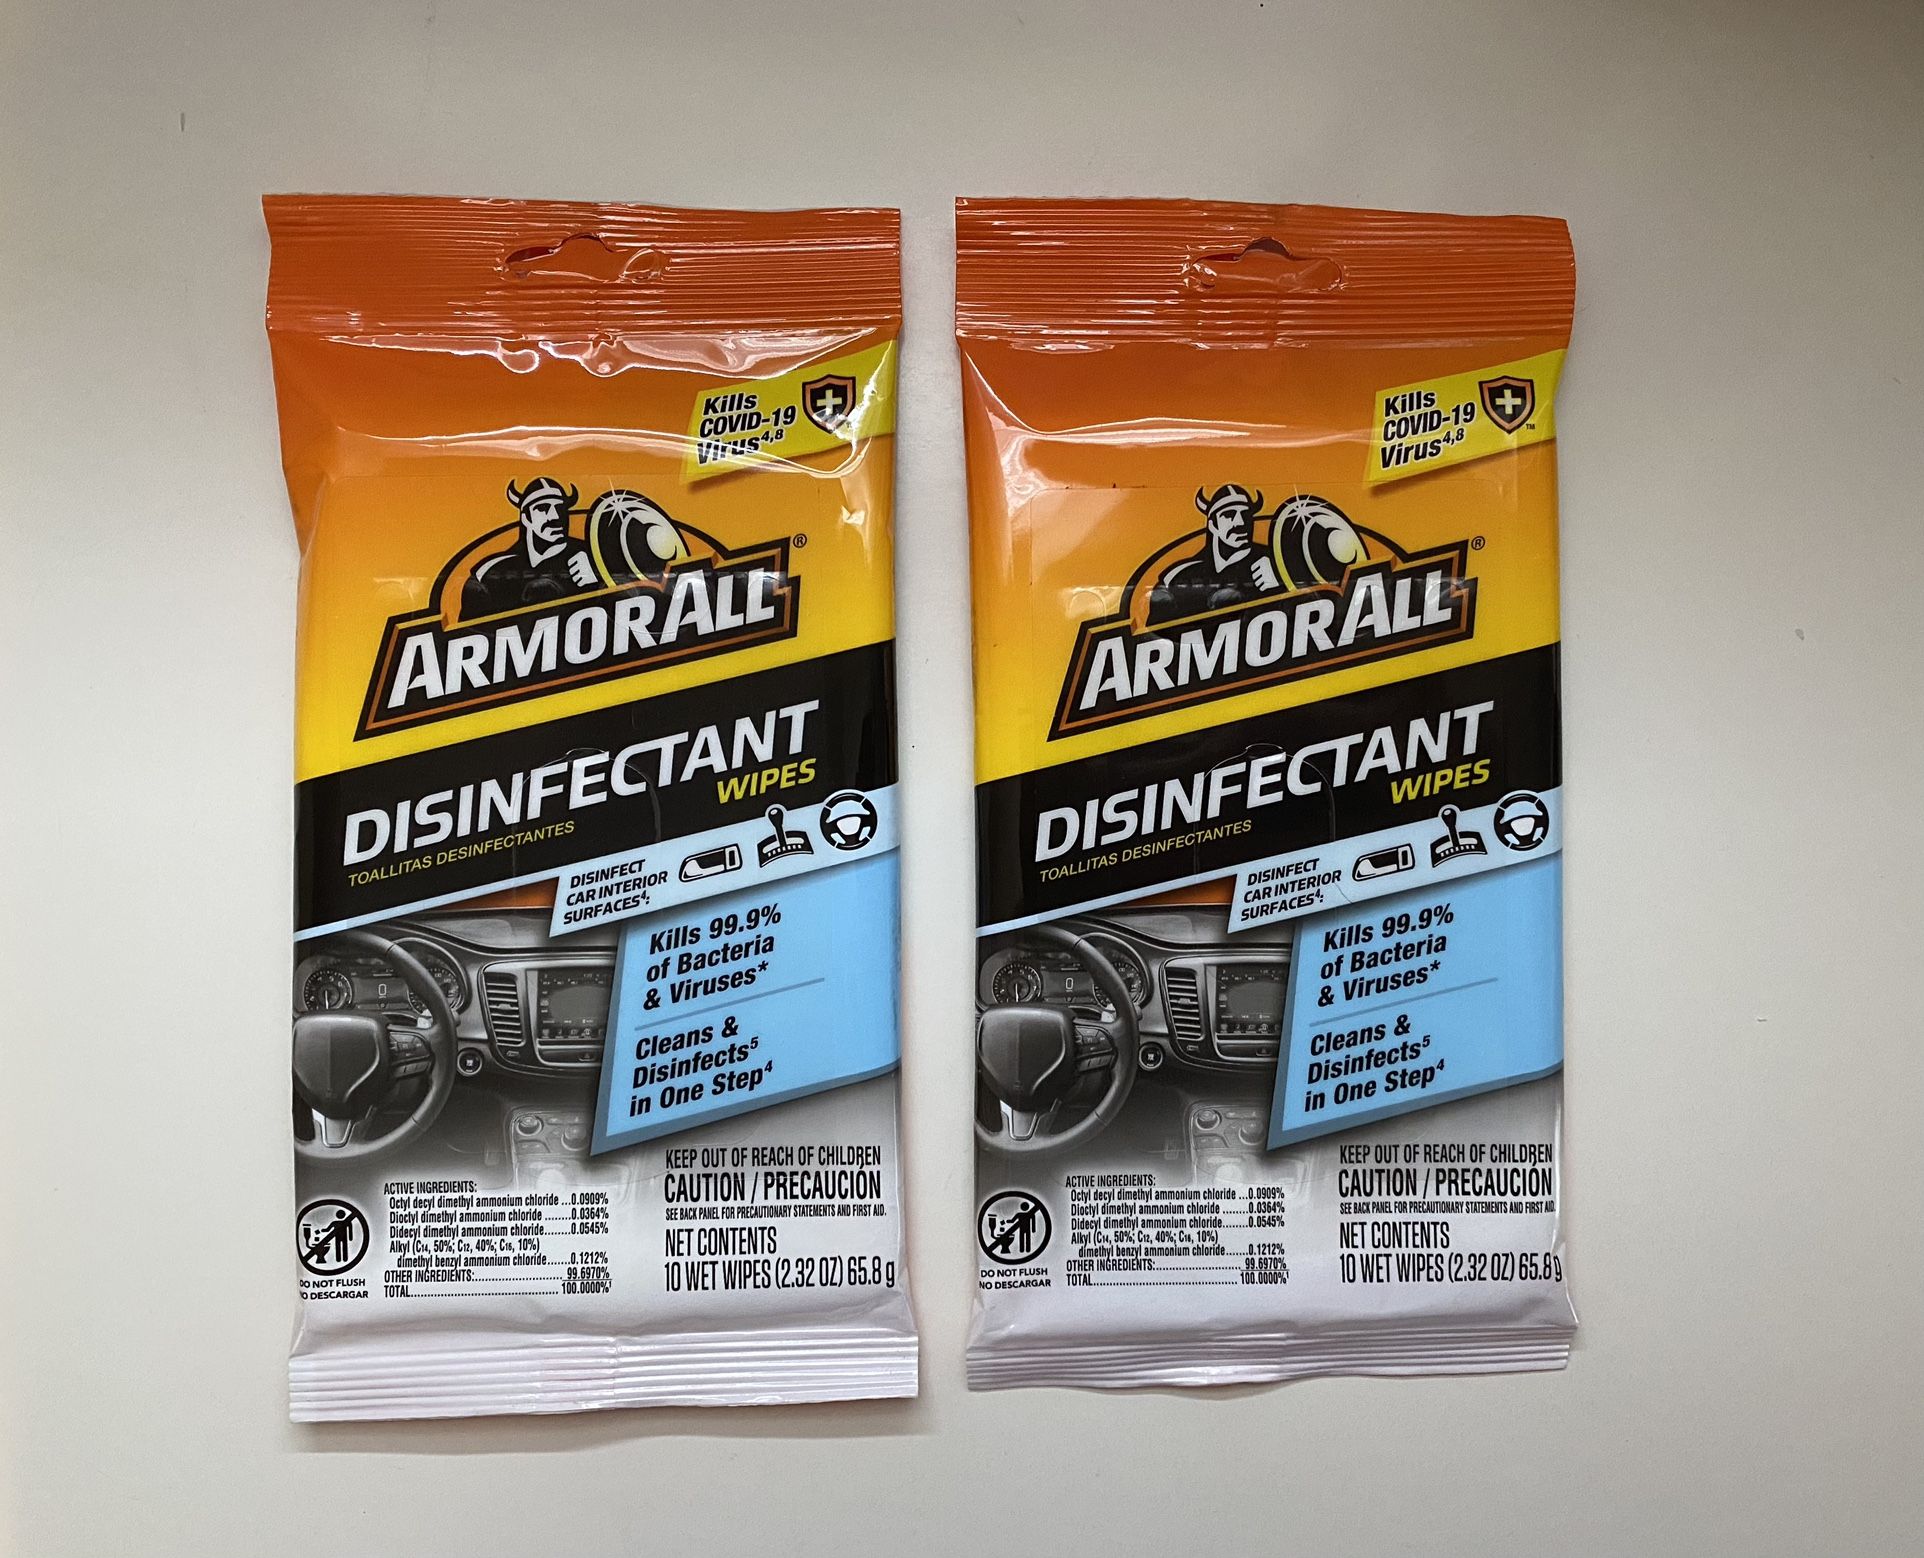 Kills
COVID-19
Virus4,8
TM
ARMOR ALL®
DISINFECTANT
WIPES
TOALLITAS DESINFECTANTES
DISINFECT
CAR INTERIOR
SURFACES4:
Kills 99.9%
of Bacteria
& Viruses*
Cleans &
Disinfects5
in One Step4
KEEP OUT OF REACH OF CHILDREN
CAUTION / PRECAUCIÓN
SEE BACK PANEL FOR PRECAUTIONARY STATEMENTS AND FIRST AID.
NET CONTENTS
10 WET WIPES (2.32 OZ) 65.8 g
ACTIVE INGREDIENTS:
Octyl decyl dimethyl ammonium chloride ...0.0909%
Dioctyl dimethyl ammonium chloride ........0.0364%
Didecyl dimethyl ammonium chloride.......0.0545%
Alkyl (C14, 50%; C12, 40%; C16, 10%)
dimethyl benzyl ammonium chloride.......0.1212%
OTHER INGREDIENTS:......................99.6970%
TOTAL.....................................100.0000%1
DO NOT FLUSH
NO DESCARGAR
Kills
COVID-19
Virus4,8
TM
ARMOR ALL®
DISINFECTANT
WIPES
TOALLITAS DESINFECTANTES
DISINFECT
CAR INTERIOR
SURFACES4:
Kills 99.9%
of Bacteria
& Viruses*
Cleans &
Disinfects5
in One Step4
KEEP OUT OF REACH OF CHILDREN
CAUTION / PRECAUCIÓN
SEE BACK PANEL FOR PRECAUTIONARY STATEMENTS AND FIRST AID.
NET CONTENTS
10 WET WIPES (2.32 OZ) 65.8 g
ACTIVE INGREDIENTS:
Octyl decyl dimethyl ammonium chloride ...0.0909%
Dioctyl dimethyl ammonium chloride ........0.0364%
Didecyl dimethyl ammonium chloride.......0.0545%
Alkyl (C14, 50%; C12, 40%; C16, 10%)
dimethyl benzyl ammonium chloride.......0.1212%
OTHER INGREDIENTS:......................99.6970%
TOTAL.....................................100.0000%1
DO NOT FLUSH
NO DESCARGAR